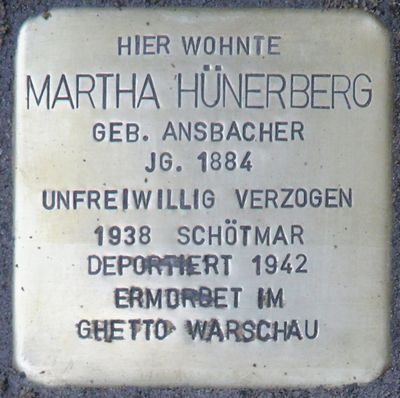 HIER WOHNTE
MARTHA HÜNERBERG
GEB. ANSBACHER
JG. 1884
UNFREIWILLIG VERZOGEN
1938 SCHÖTMAR
DEPORTIERT 1942
ERMORDET IM
GHETTO WARSCHAU